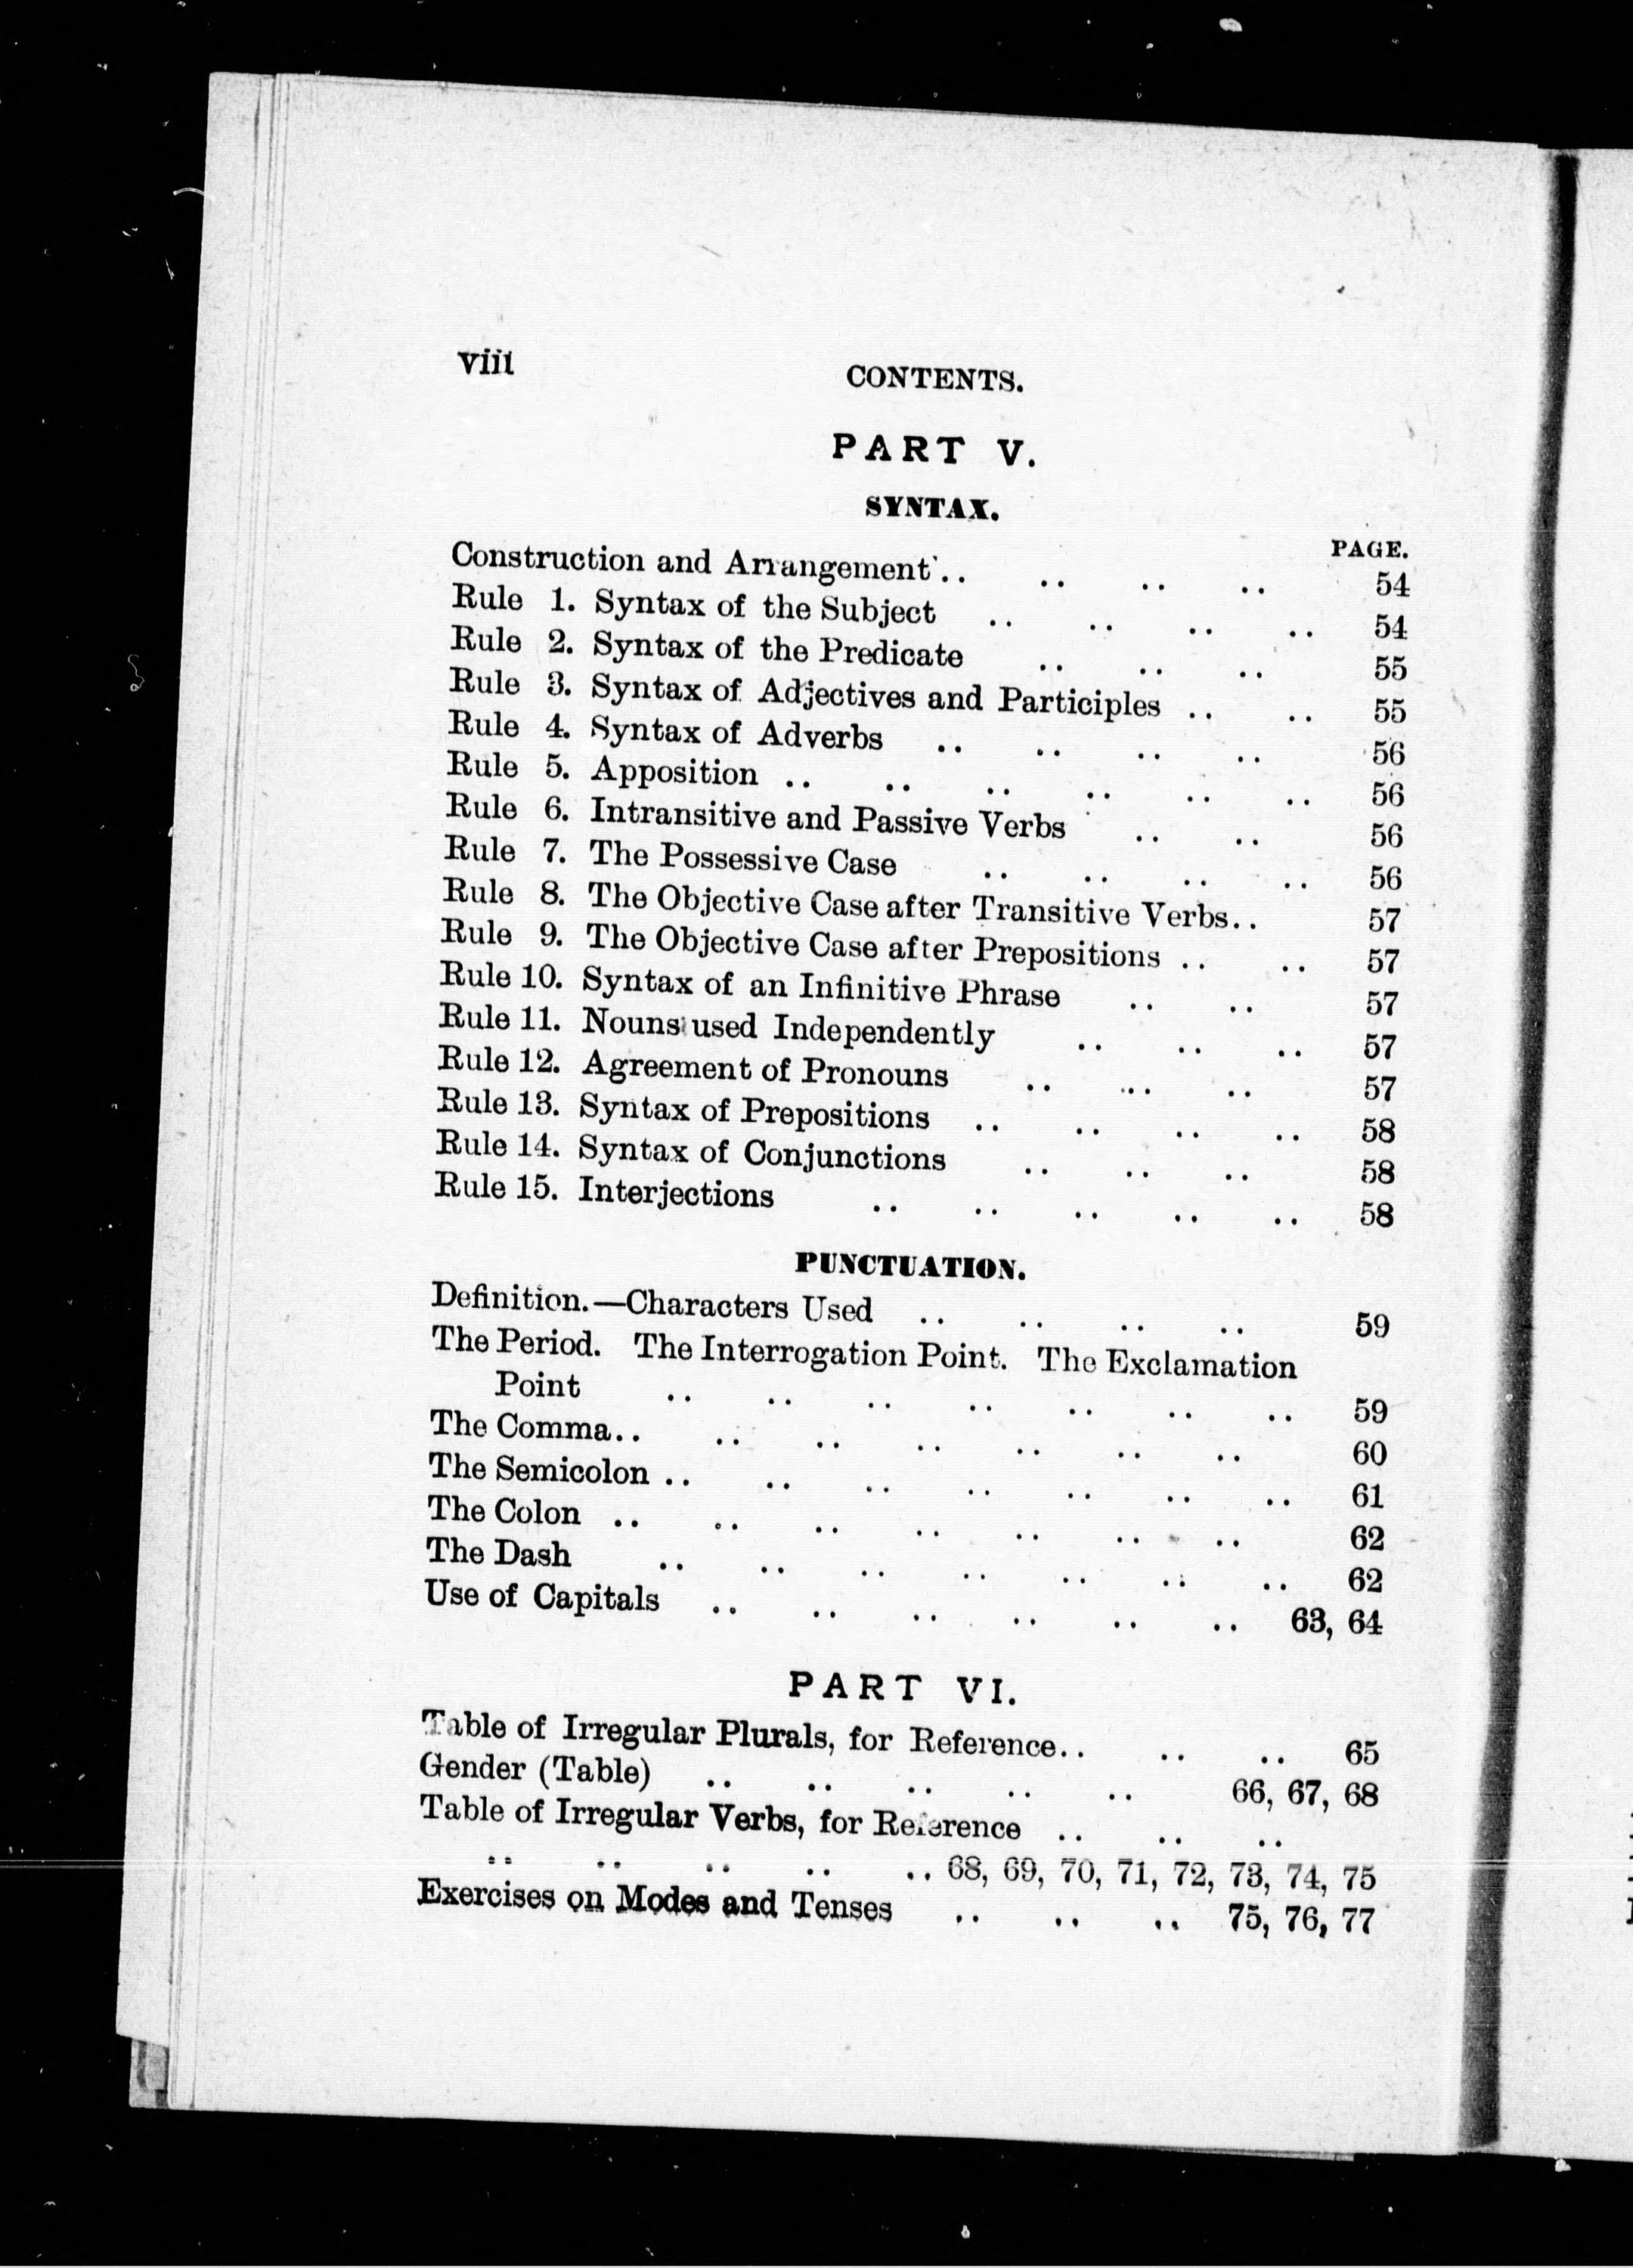 viii
CONTENTS.
PART V.
SYNTAX.
PAGE.
Construction and Arrangement .. .. .. .. 54
Rule 1. Syntax of the Subject .. .. .. .. 54
Rule 2. Syntax of the Predicate .. .. .. 55
Rule 3. Syntax of Adjectives and Participles .. .. 55
Rule 4. Syntax of Adverbs .. .. .. .. 56
Rule 5. Apposition .. .. .. .. .. .. 56
Rule 6. Intransitive and Passive Verbs .. .. 56
Rule 7. The Possessive Case .. .. .. .. 56
Rule 8. The Objective Case after Transitive Verbs.. 57
Rule 9. The Objective Case after Prepositions .. .. 57
Rule 10. Syntax of an Infinitive Phrase .. .. 57
Rule 11. Nouns used Independently .. .. .. 57
Rule 12. Agreement of Pronouns .. .. .. 57
Rule 13. Syntax of Prepositions .. .. .. .. 58
Rule 14. Syntax of Conjunctions .. .. .. 58
Rule 15. Interjections .. .. .. .. .. 58
PUNCTUATION.
Definition.—Characters Used .. .. .. .. 59
The Period. The Interrogation Point. The Exclamation
Point .. .. .. .. .. .. .. 59
The Comma.. .. .. .. .. .. .. 60
The Semicolon .. .. .. .. .. .. .. 61
The Colon .. .. .. .. .. .. .. 62
The Dash .. .. .. .. .. .. .. 62
Use of Capitals .. .. .. .. .. .. 63, 64
PART VI.
Table of Irregular Plurals, for Reference.. .. .. 65
Gender (Table) .. .. .. .. .. 66, 67, 68
Table of Irregular Verbs, for Reference .. .. ..
.. .. .. .. .. 68, 69, 70, 71, 72, 73, 74, 75
Exercises on Modes and Tenses .. .. .. 75, 76, 77